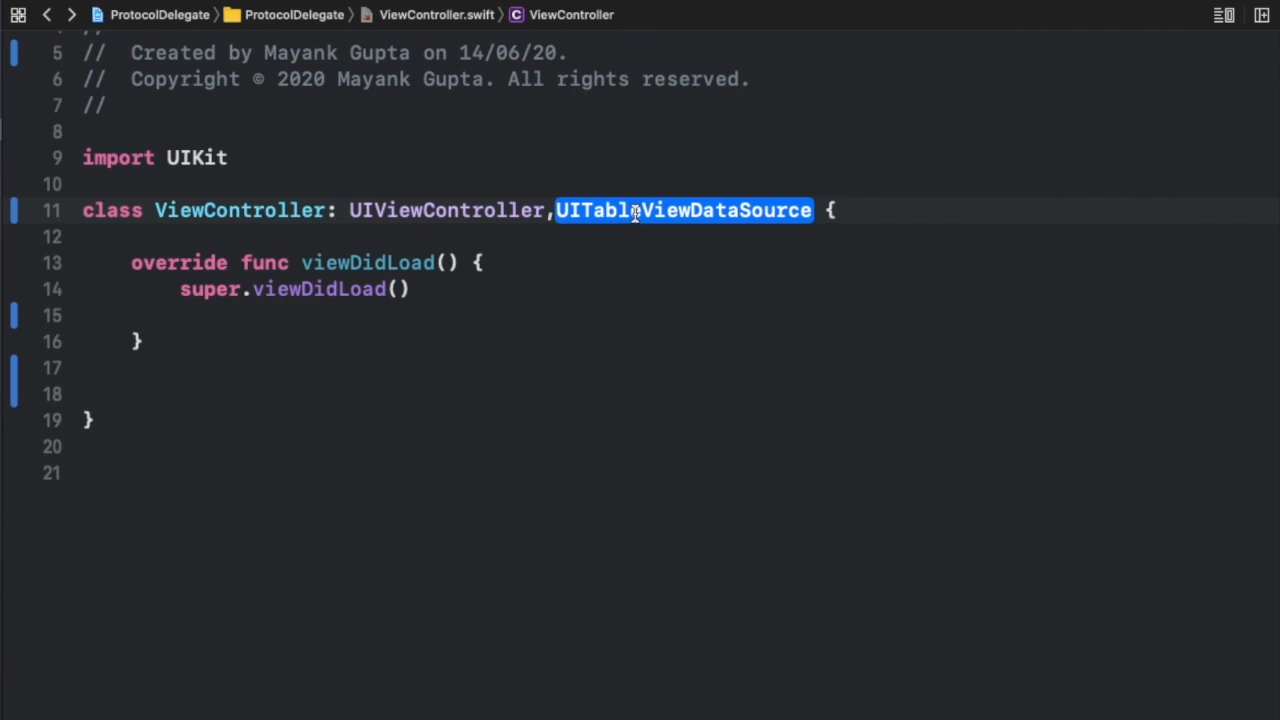 ProtocolDelegate 〉 ProtocolDelegate 〉 ViewController.swift 〉 C ViewController
5 //  Created by Mayank Gupta on 14/06/20.
6 //  Copyright © 2020 Mayank Gupta. All rights reserved.
7 //
8
9 import UIKit
10
11 class ViewController: UIViewController,UITableViewDataSource {
12
13     override func viewDidLoad() {
14         super.viewDidLoad()
15
16     }
17
18
19 }
20
21